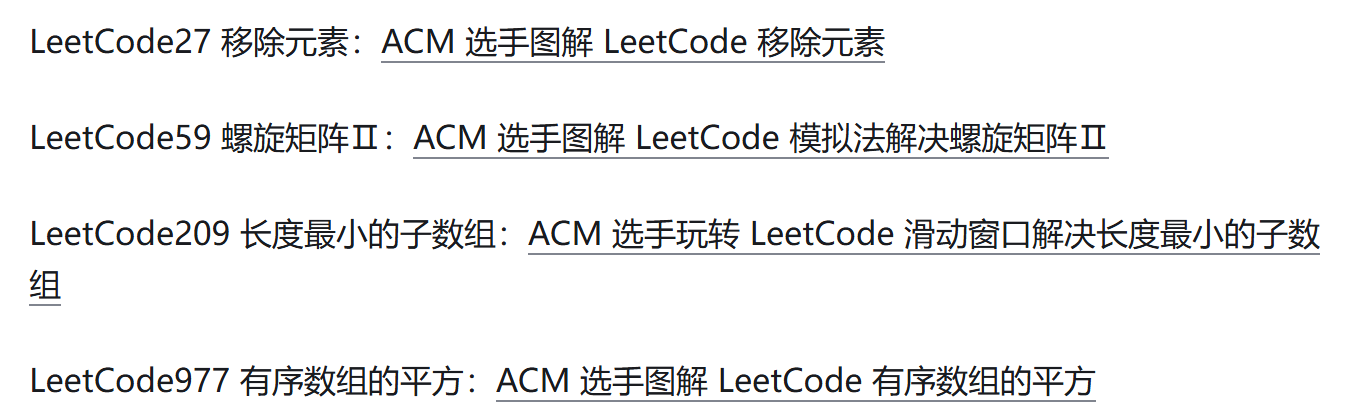 LeetCode27 移除元素：ACM 选手图解 LeetCode 移除元素
LeetCode59 螺旋矩阵Ⅱ：ACM 选手图解 LeetCode 模拟法解决螺旋矩阵Ⅱ
LeetCode209 长度最小的子数组：ACM 选手玩转 LeetCode 滑动窗口解决长度最小的子数
组
LeetCode977 有序数组的平方：ACM 选手图解 LeetCode 有序数组的平方